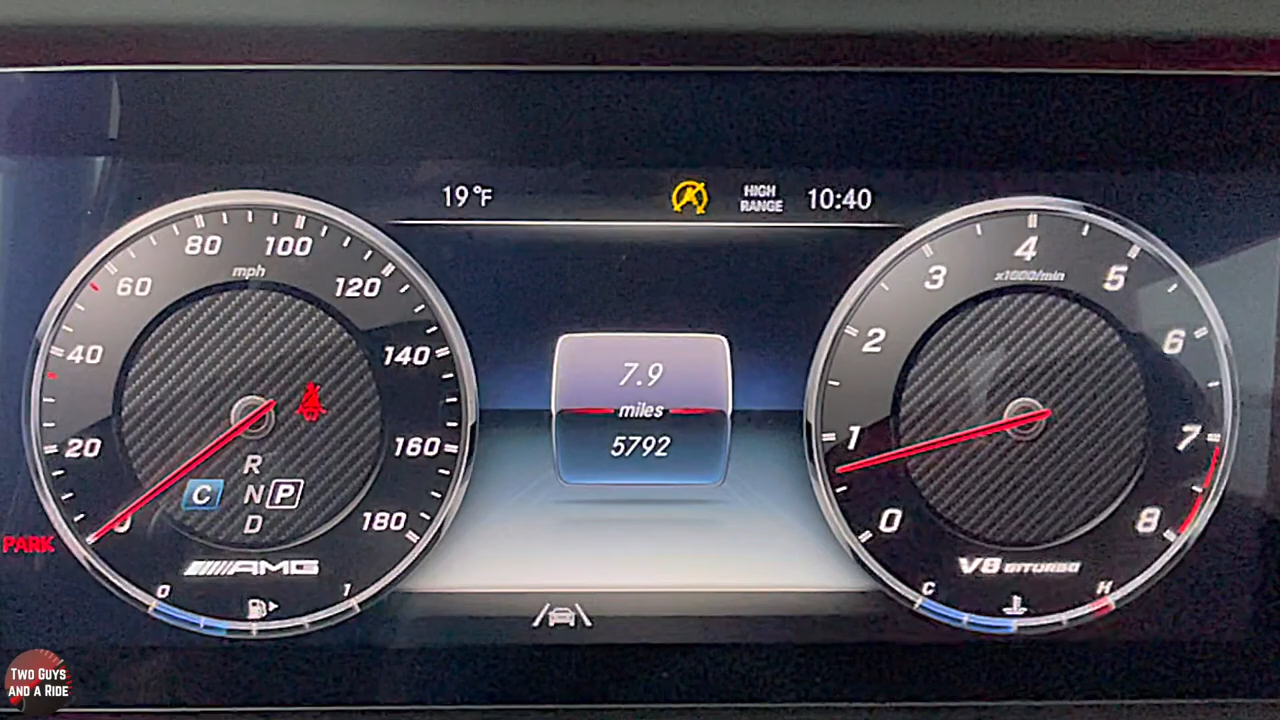 19°F
HIGH
RANGE
10:40
80
100
mph
60
120
40
140
20
160
0
180
R
C
N
P
D
PARK
AMG
0
1
7.9
miles
5792
4
3
5
x1000/min
2
6
1
7
0
8
V8 BITURBO
C
H
TWO GUYS
AND A RIDE